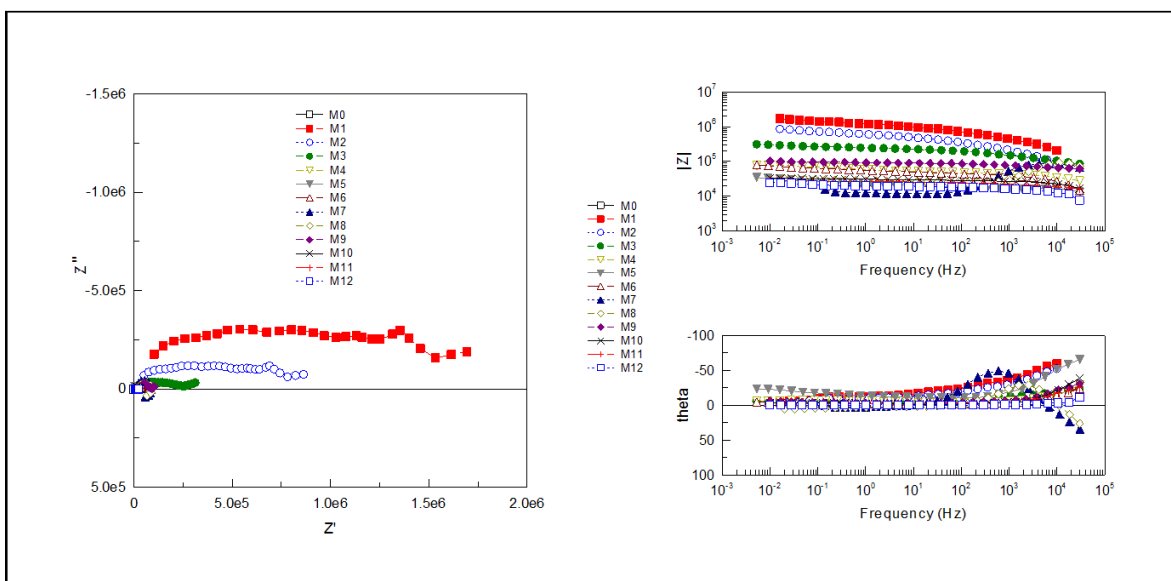 -1.5e6
-1.0e6
-5.0e5
0
5.0e5
Z''
0
5.0e5
1.0e6
1.5e6
2.0e6
Z'
M0
M1
M2
M3
M4
M5
M6
M7
M8
M9
M10
M11
M12
M0
M1
M2
M3
M4
M5
M6
M7
M8
M9
M10
M11
M12
10^7
10^6
10^5
10^4
10^3
|Z|
10^-3
10^-2
10^-1
10^0
10^1
10^2
10^3
10^4
10^5
Frequency (Hz)
-100
-50
0
50
100
theta
10^-3
10^-2
10^-1
10^0
10^1
10^2
10^3
10^4
10^5
Frequency (Hz)